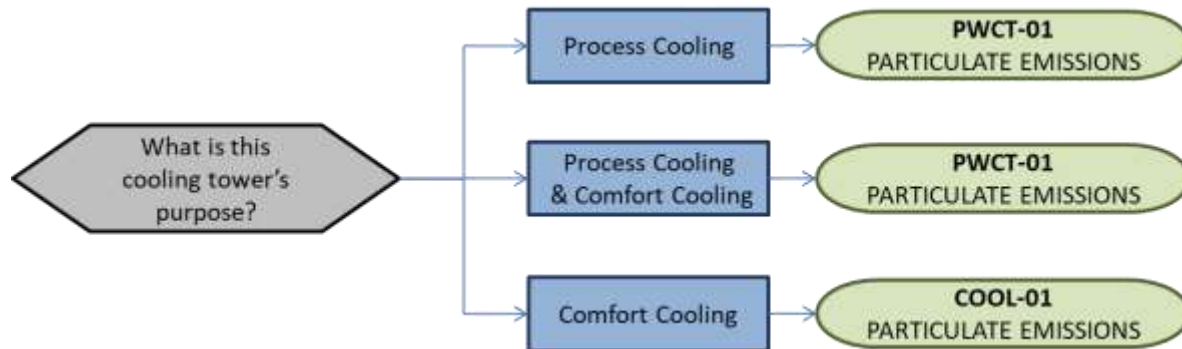 What is this
cooling tower's
purpose?
Process Cooling
PWCT-01
PARTICULATE EMISSIONS
Process Cooling
& Comfort Cooling
PWCT-01
PARTICULATE EMISSIONS
Comfort Cooling
COOL-01
PARTICULATE EMISSIONS